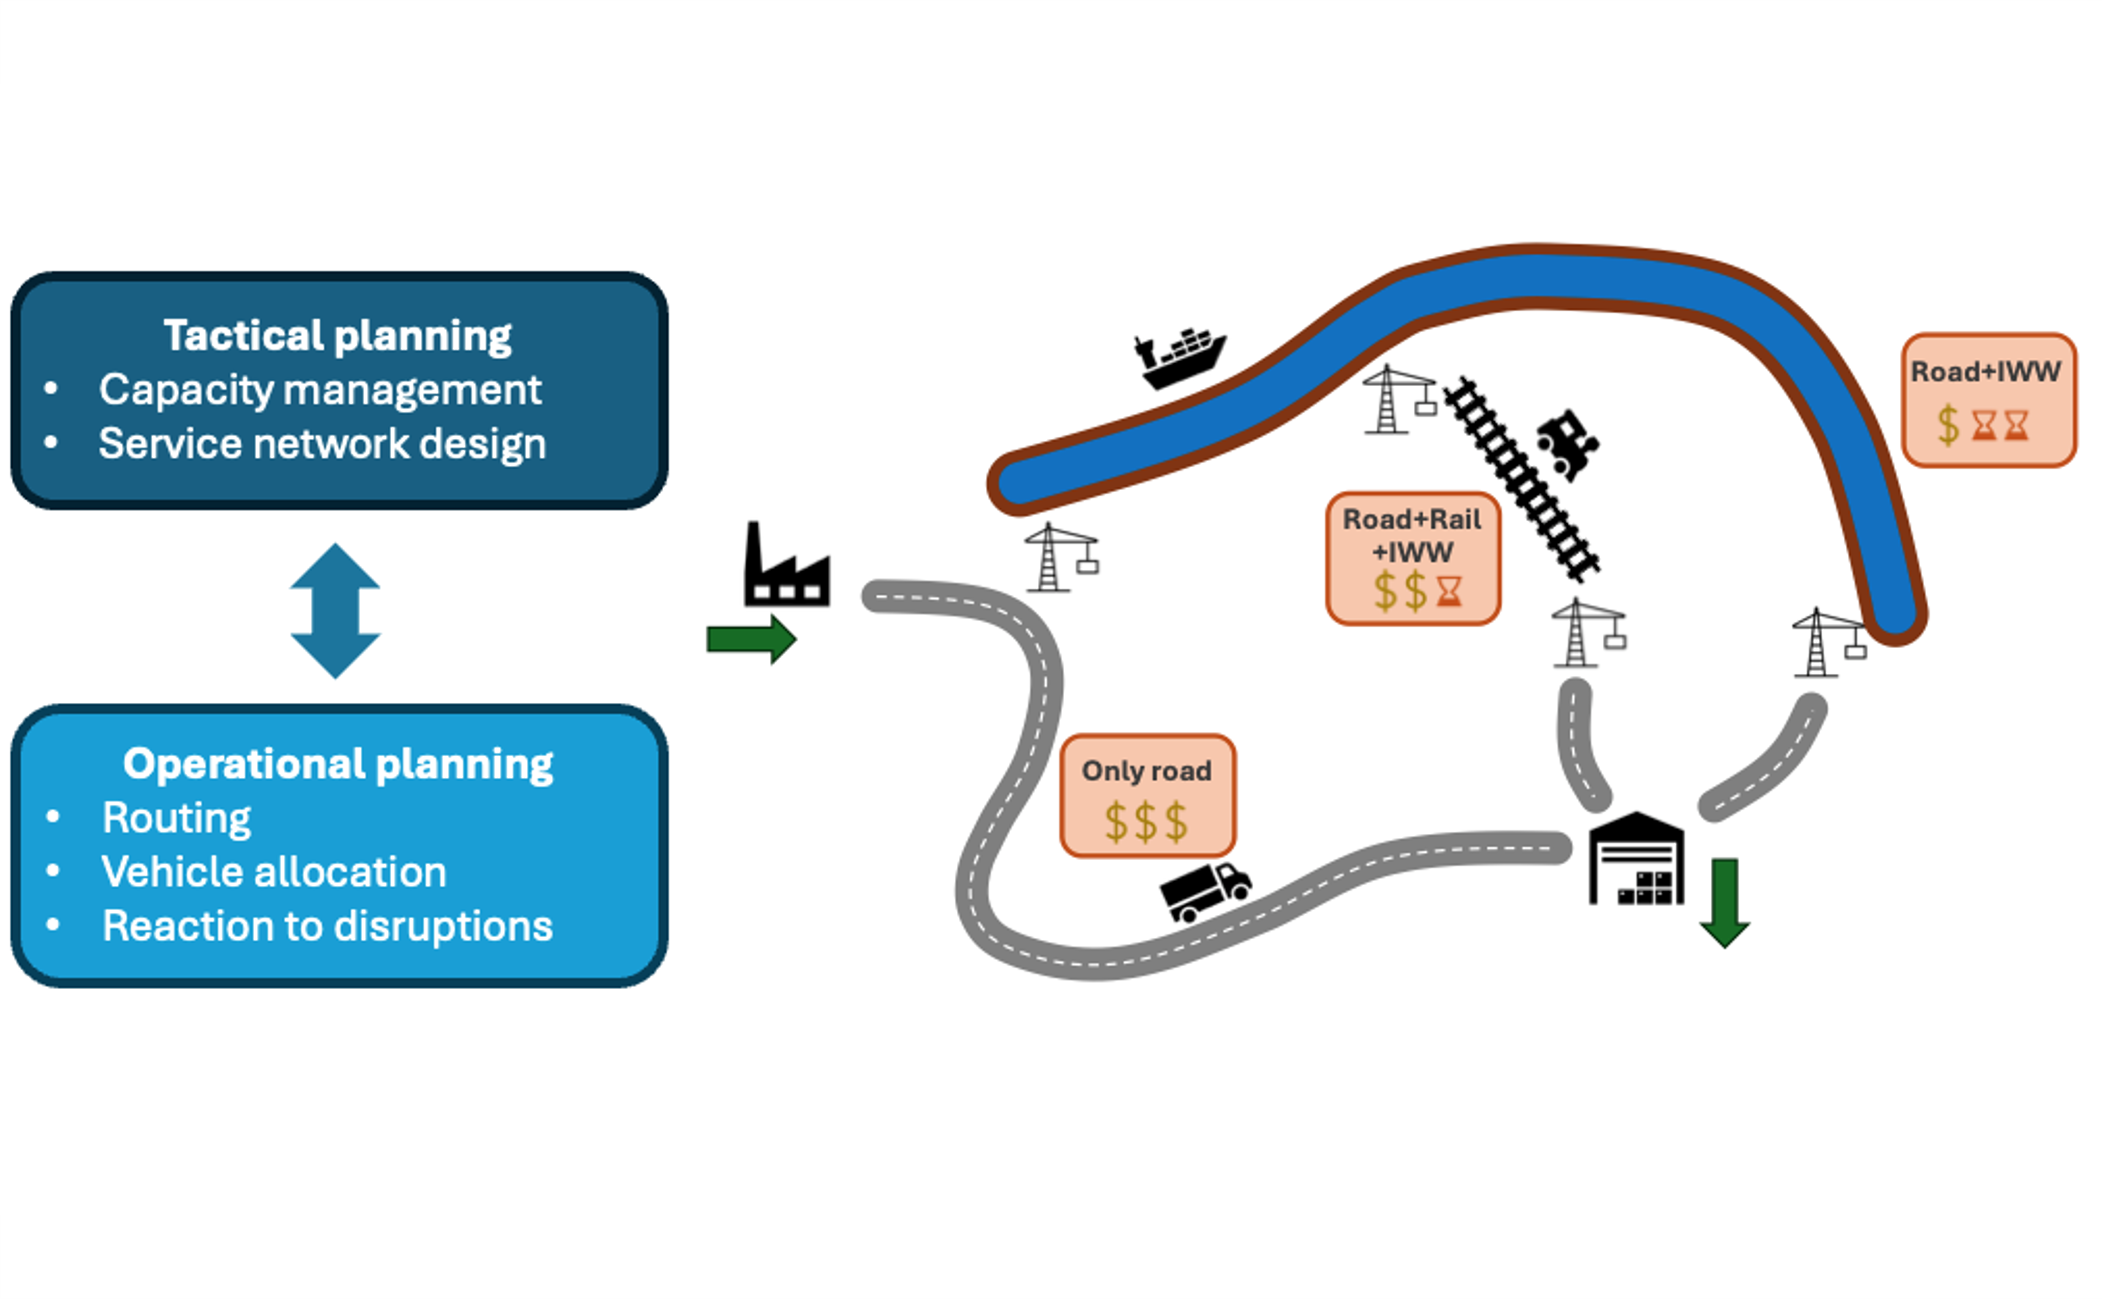 Tactical planning
• Capacity management
• Service network design
Operational planning
• Routing
• Vehicle allocation
• Reaction to disruptions
Road+IWW
$
Road+Rail
+IWW
$$
Only road
$$$